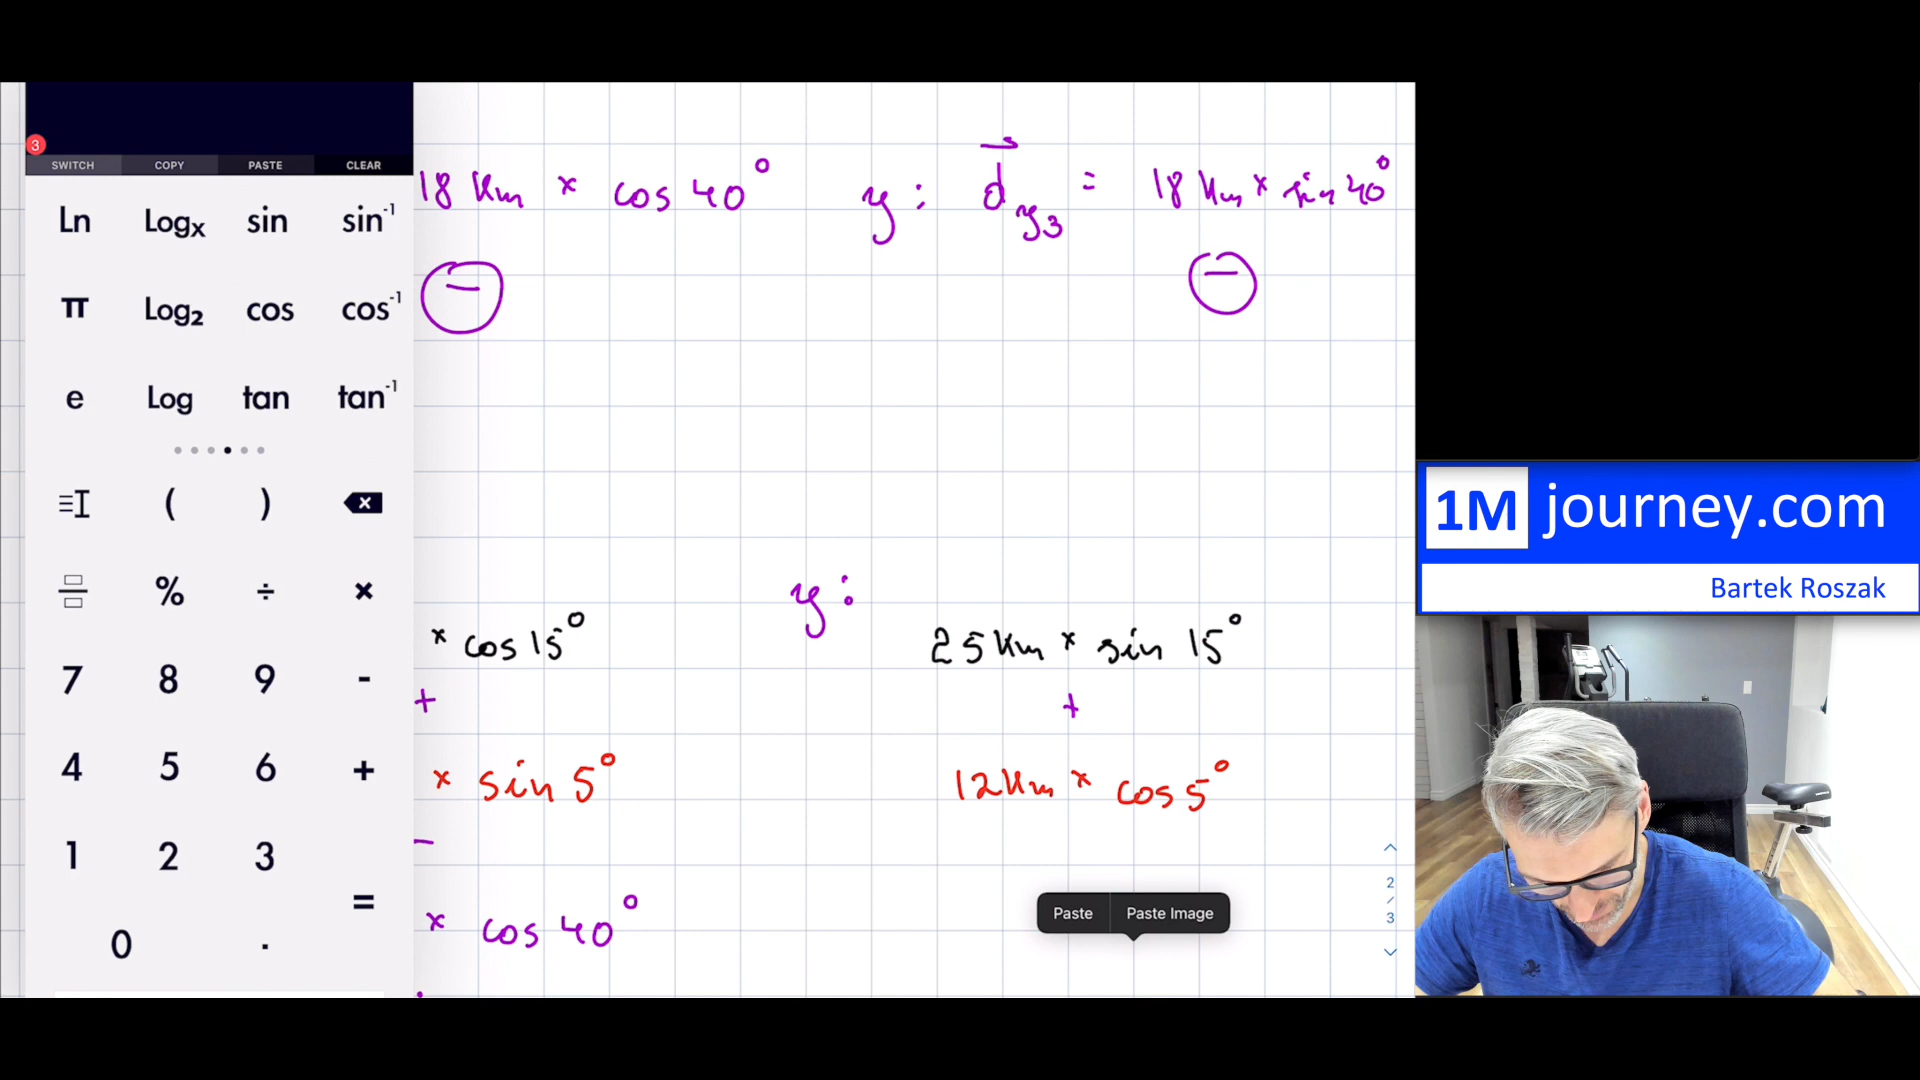 3
SWITCH COPY PASTE CLEAR
Ln Logx sin sin-1
π Log2 cos cos-1
e Log tan tan-1
( )
% ÷ ×
7 8 9 -
4 5 6 +
1 2 3
=
0 .
18 km × cos 40°
y: d y3 = 18 km × sin 40°
−
−
× cos 15°
+
× sin 5°
−
× cos 40°
y:
25 km × sin 15°
+
12 km × cos 5°
Paste Paste Image
2
/
3
1M journey.com
Bartek Roszak